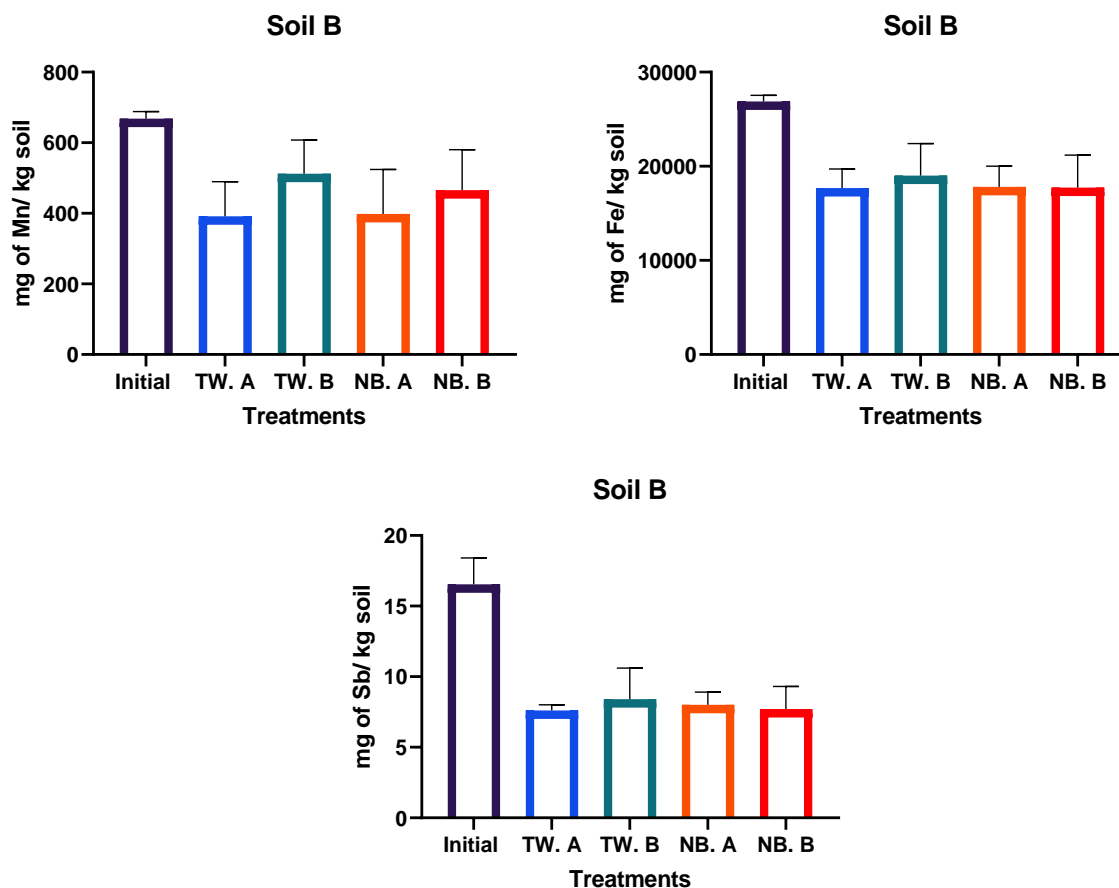 Soil B
mg of Mn/ kg soil
800
600
400
200
0
Initial TW. A TW. B NB. A NB. B
Treatments
Soil B
mg of Fe/ kg soil
30000
20000
10000
0
Initial TW. A TW. B NB. A NB. B
Treatments
Soil B
mg of Sb/ kg soil
20
15
10
5
0
Initial TW. A TW. B NB. A NB. B
Treatments